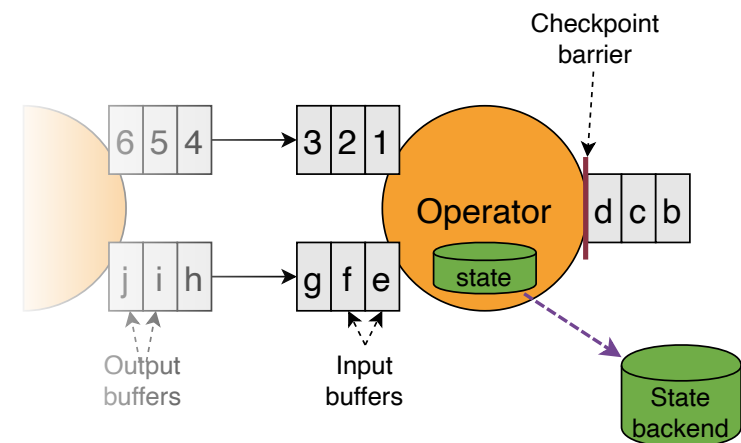 Checkpoint
barrier
6 5 4
3 2 1
Operator
d c b
j i h
g f e
state
Output
buffers
Input
buffers
State
backend